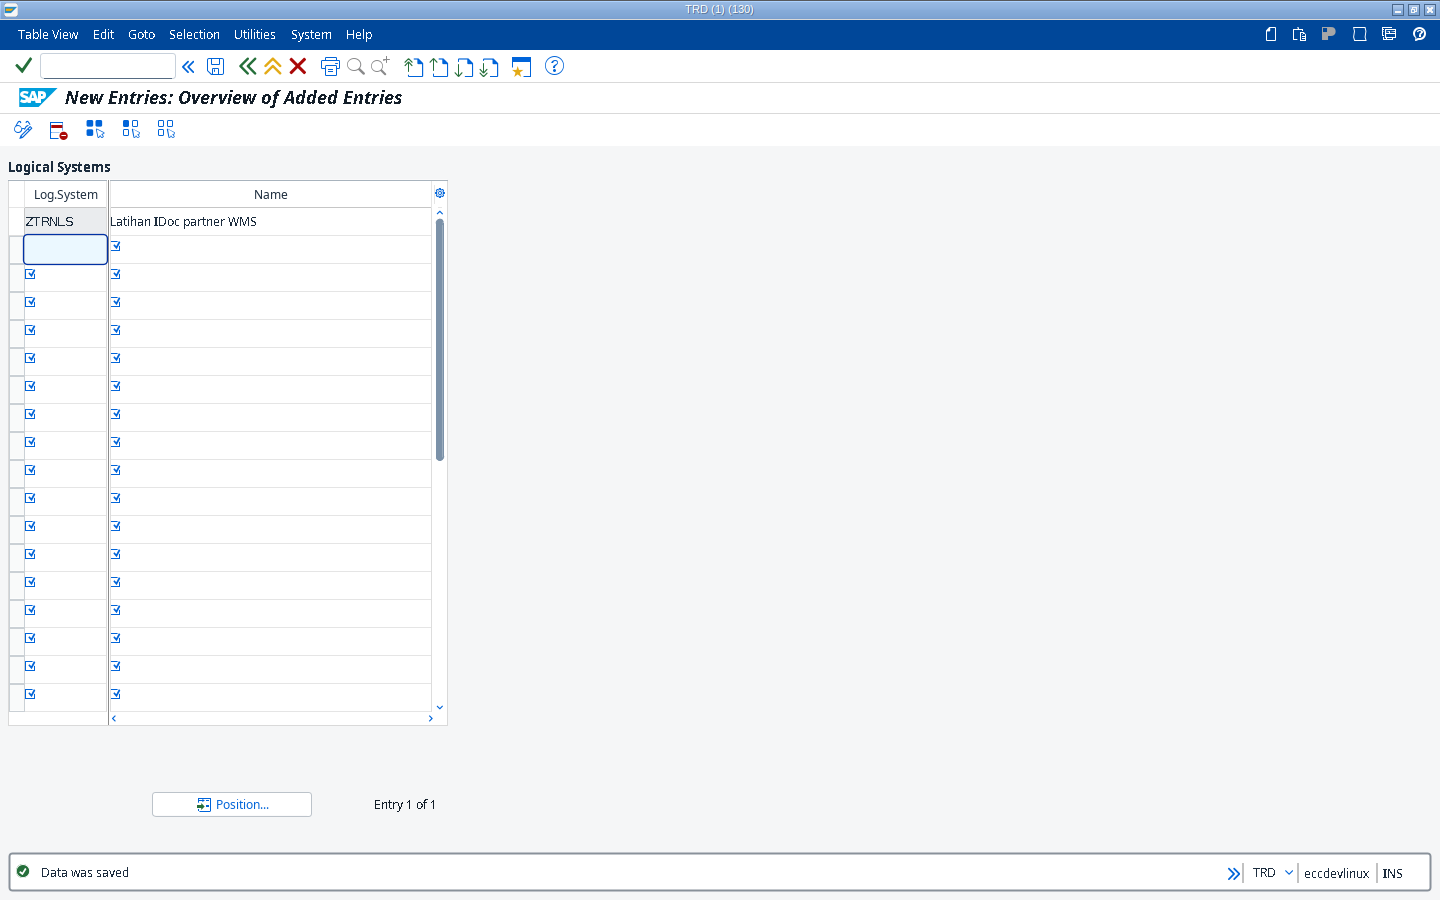 TRD (1) (130)
Table View Edit Goto Selection Utilities System Help
SAP New Entries: Overview of Added Entries
Logical Systems
Log.System Name
ZTRNLS Latihan IDoc partner WMS
Position... Entry 1 of 1
Data was saved TRD eccdevlinux INS